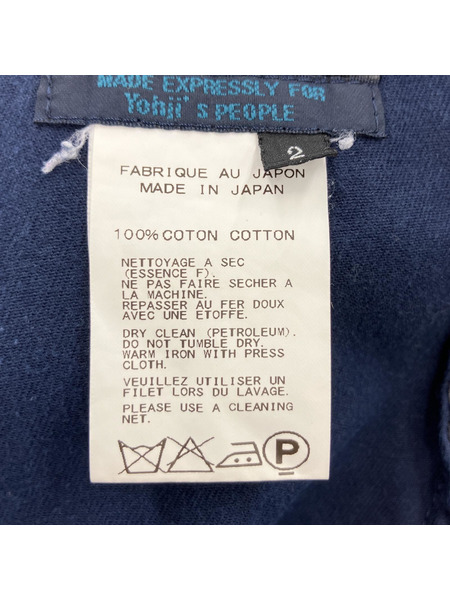 MADE EXPRESSLY FOR
Yohji's PEOPLE
2
FABRIQUE AU JAPON
MADE IN JAPAN
100% COTON COTTON
NETTOYAGE A SEC
(ESSENCE F).
NE PAS FAIRE SECHER A
LA MACHINE.
REPASSER AU FER DOUX
AVEC UNE ETOFFE.
DRY CLEAN (PETROLEUM).
DO NOT TUMBLE DRY.
WARM IRON WITH PRESS
CLOTH.
VEUILLEZ UTILISER UN
FILET LORS DU LAVAGE.
PLEASE USE A CLEANING
NET.
P